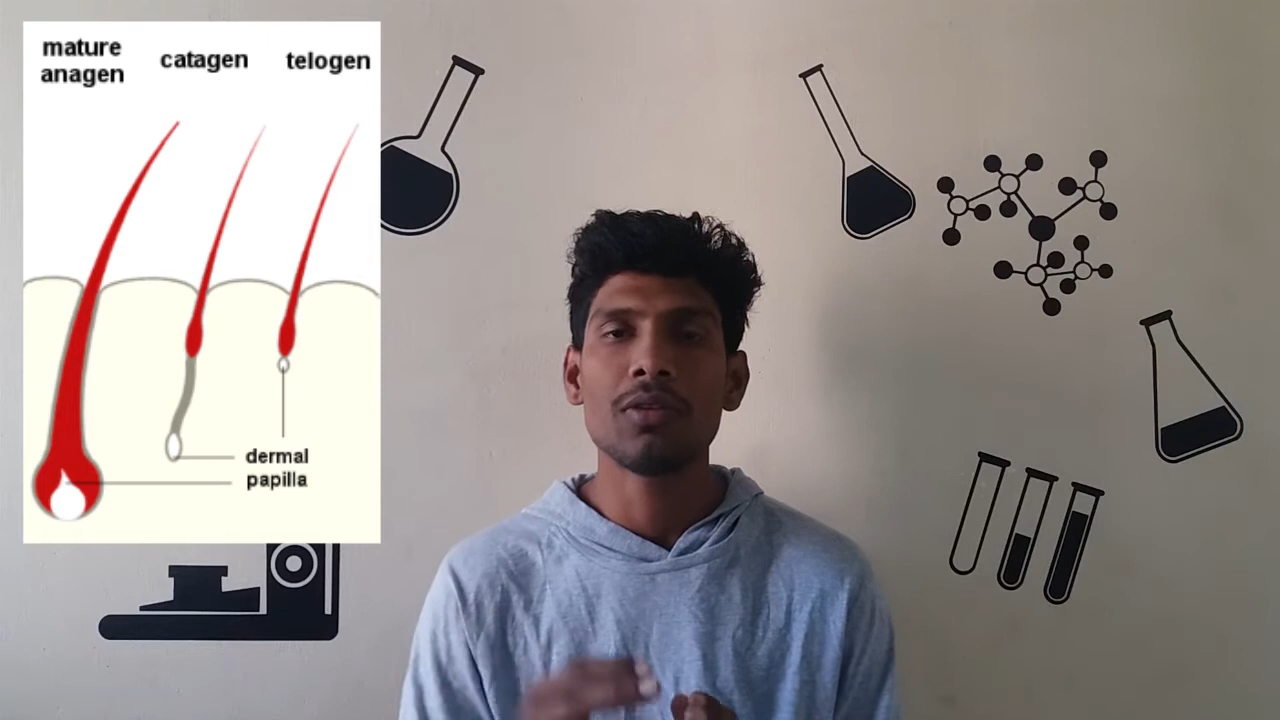 mature
anagen
catagen
telogen
dermal
papilla